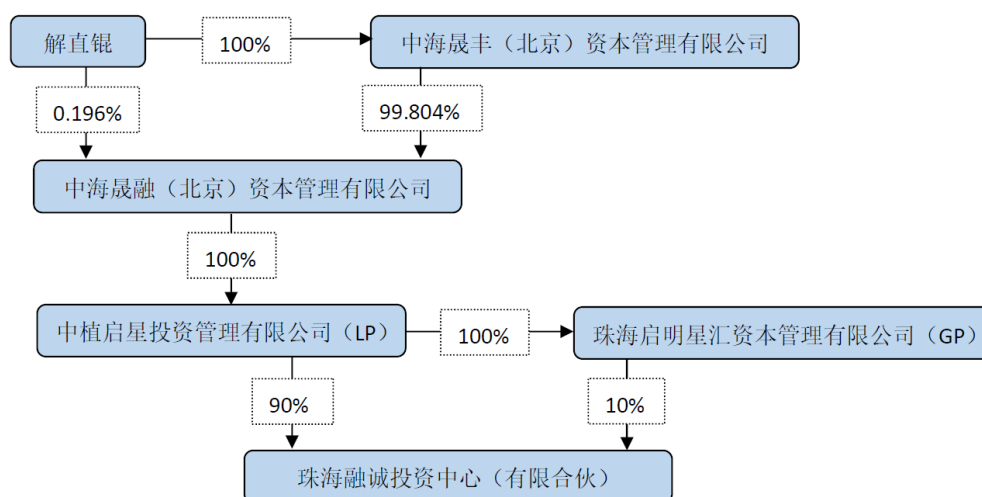 解直锟
100%
中海晟丰（北京）资本管理有限公司
0.196%
99.804%
中海晟融（北京）资本管理有限公司
100%
中植启星投资管理有限公司（LP）
100%
珠海启明星汇资本管理有限公司（GP）
90%
10%
珠海融诚投资中心（有限合伙）